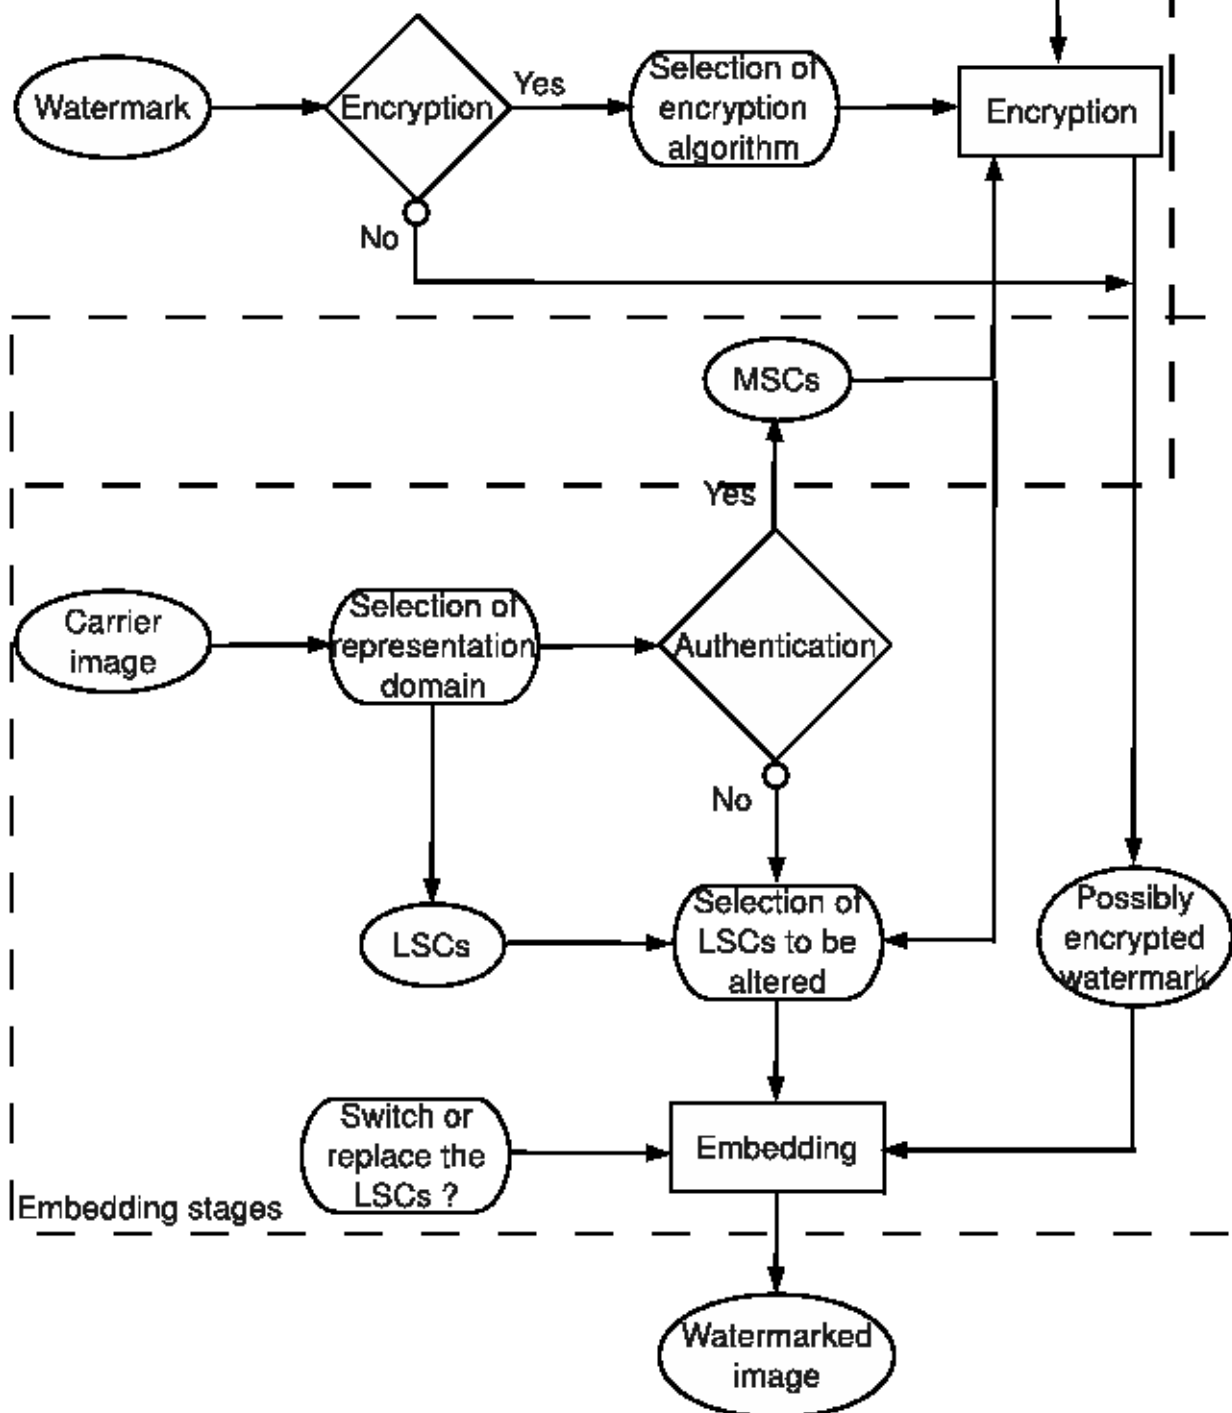 Watermark
Encryption
Yes
Selection of
encryption
algorithm
Encryption
No
MSCs
Yes
Carrier
image
Selection of
representation
domain
Authentication
No
LSCs
Selection of
LSCs to be
altered
Possibly
encrypted
watermark
Switch or
replace the
LSCs ?
Embedding
Embedding stages
Watermarked
image